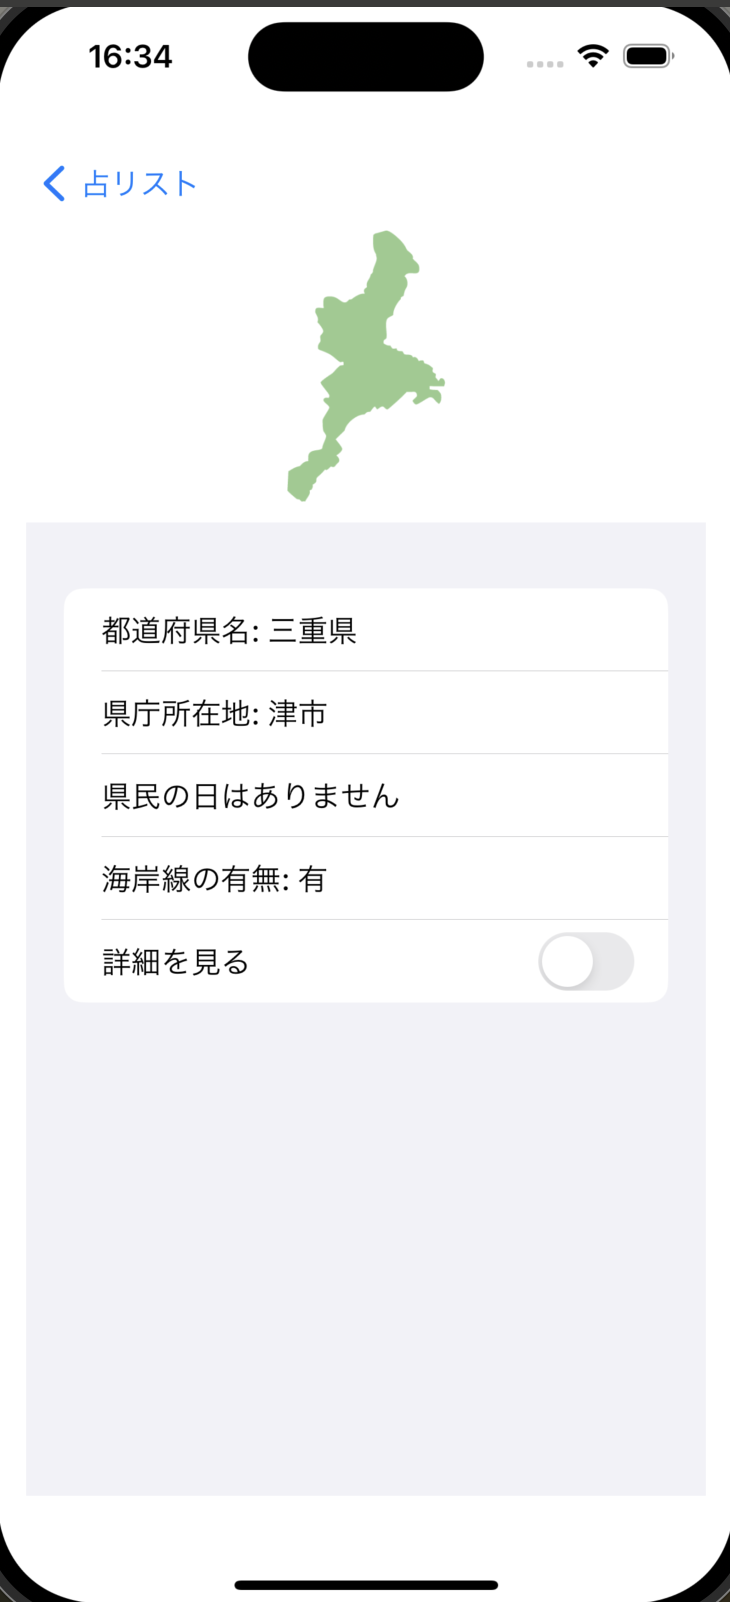 16:34
占リスト
都道府県名: 三重県
県庁所在地: 津市
県民の日はありません
海岸線の有無: 有
詳細を見る